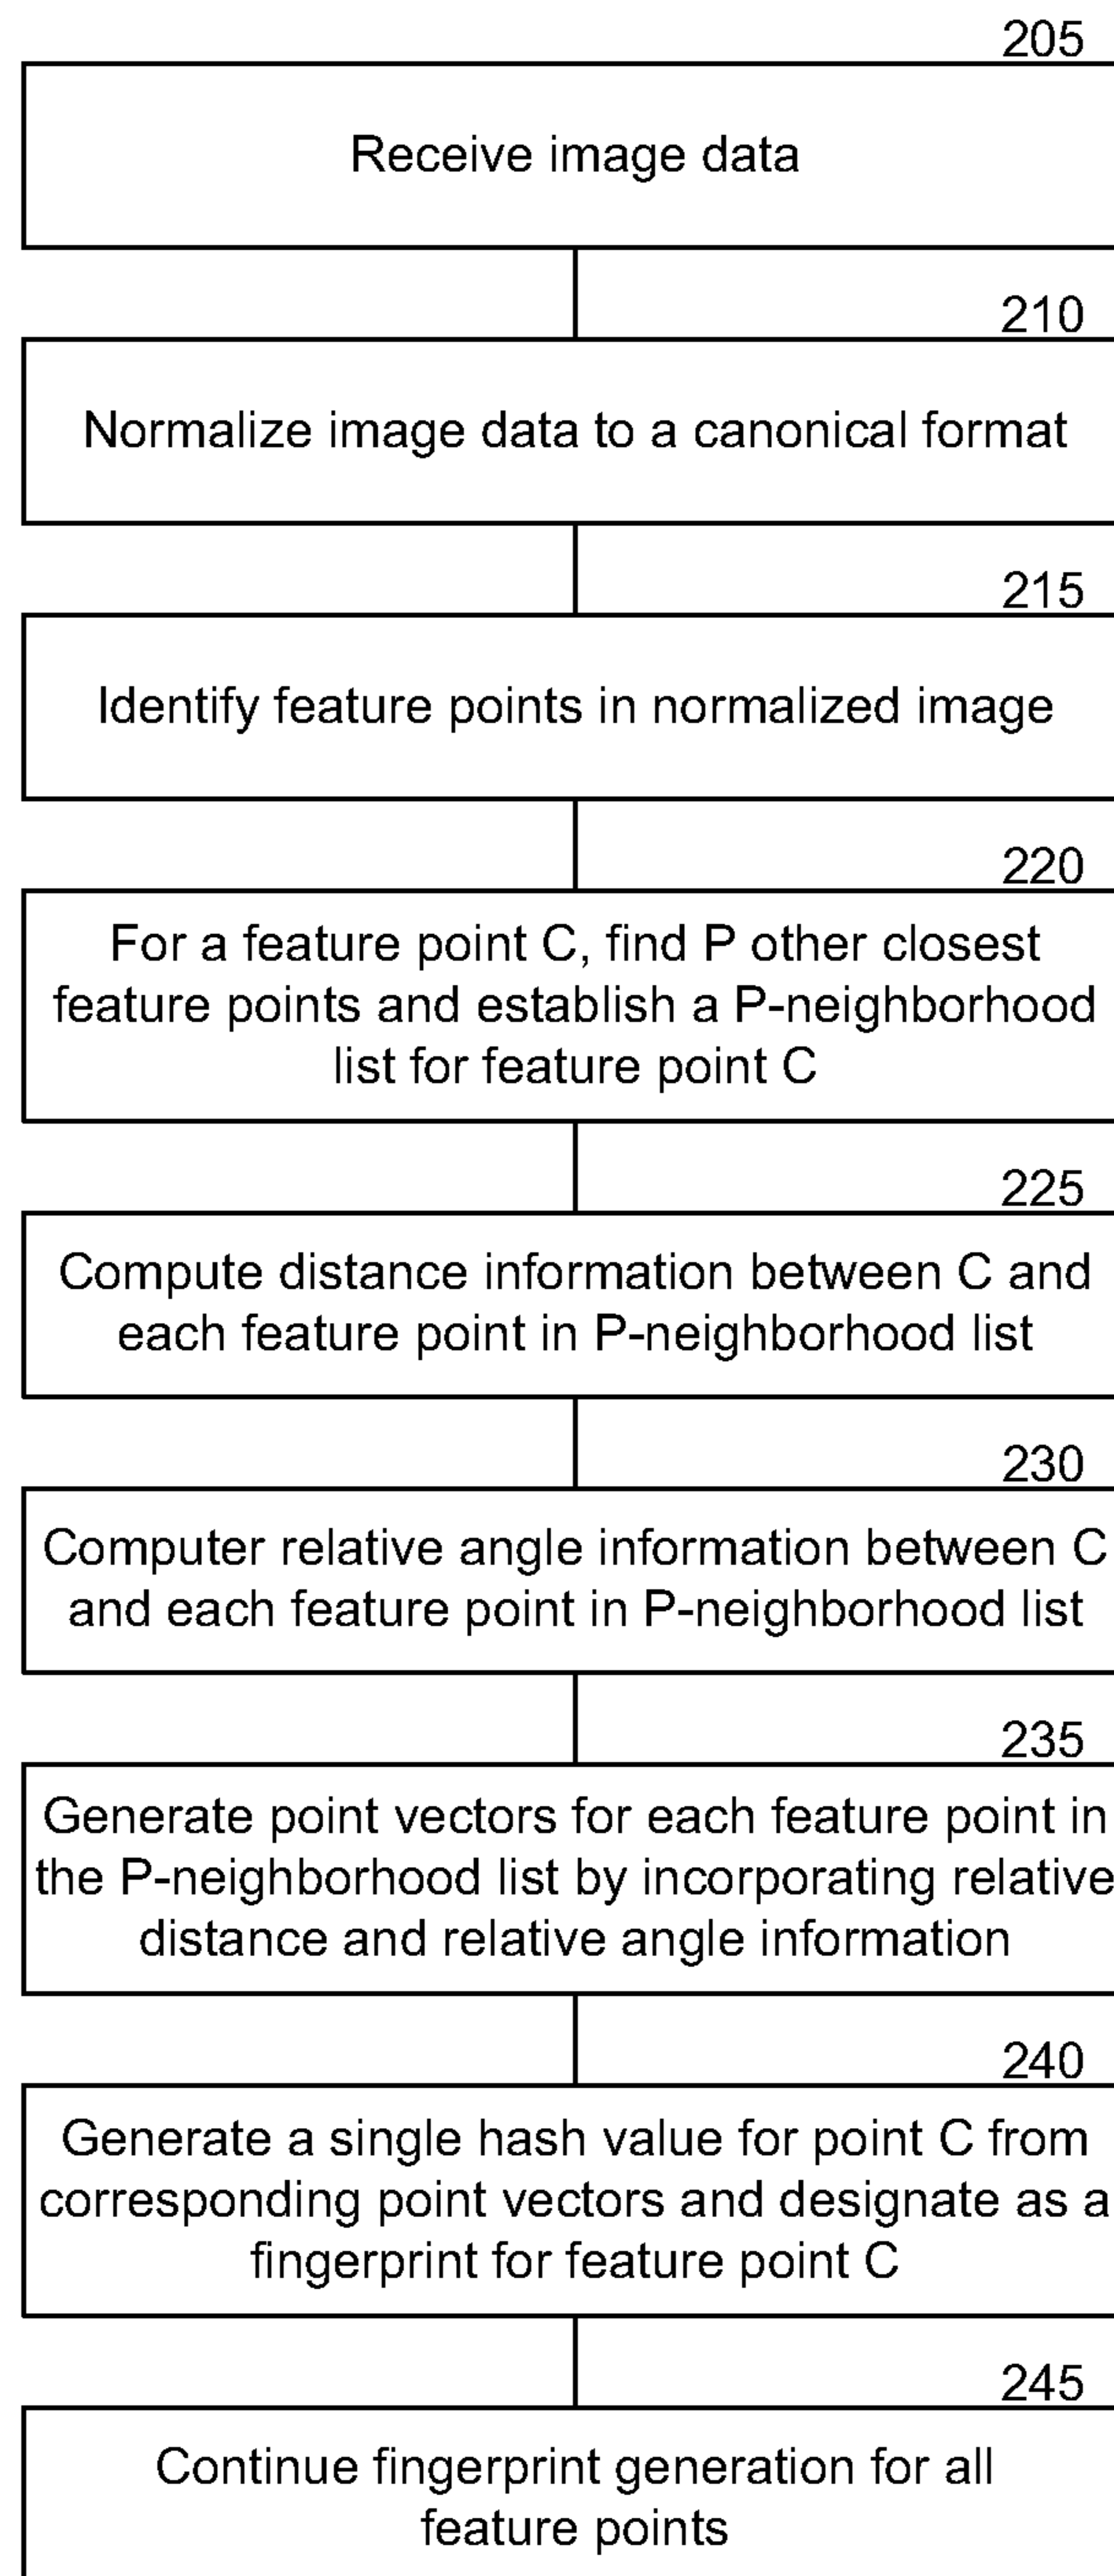 205
Receive image data
210
Normalize image data to a canonical format
215
Identify feature points in normalized image
220
For a feature point C, find P other closest
feature points and establish a P-neighborhood
list for feature point C
225
Compute distance information between C and
each feature point in P-neighborhood list
230
Computer relative angle information between C
and each feature point in P-neighborhood list
235
Generate point vectors for each feature point in
the P-neighborhood list by incorporating relative
distance and relative angle information
240
Generate a single hash value for point C from
corresponding point vectors and designate as a
fingerprint for feature point C
245
Continue fingerprint generation for all
feature points